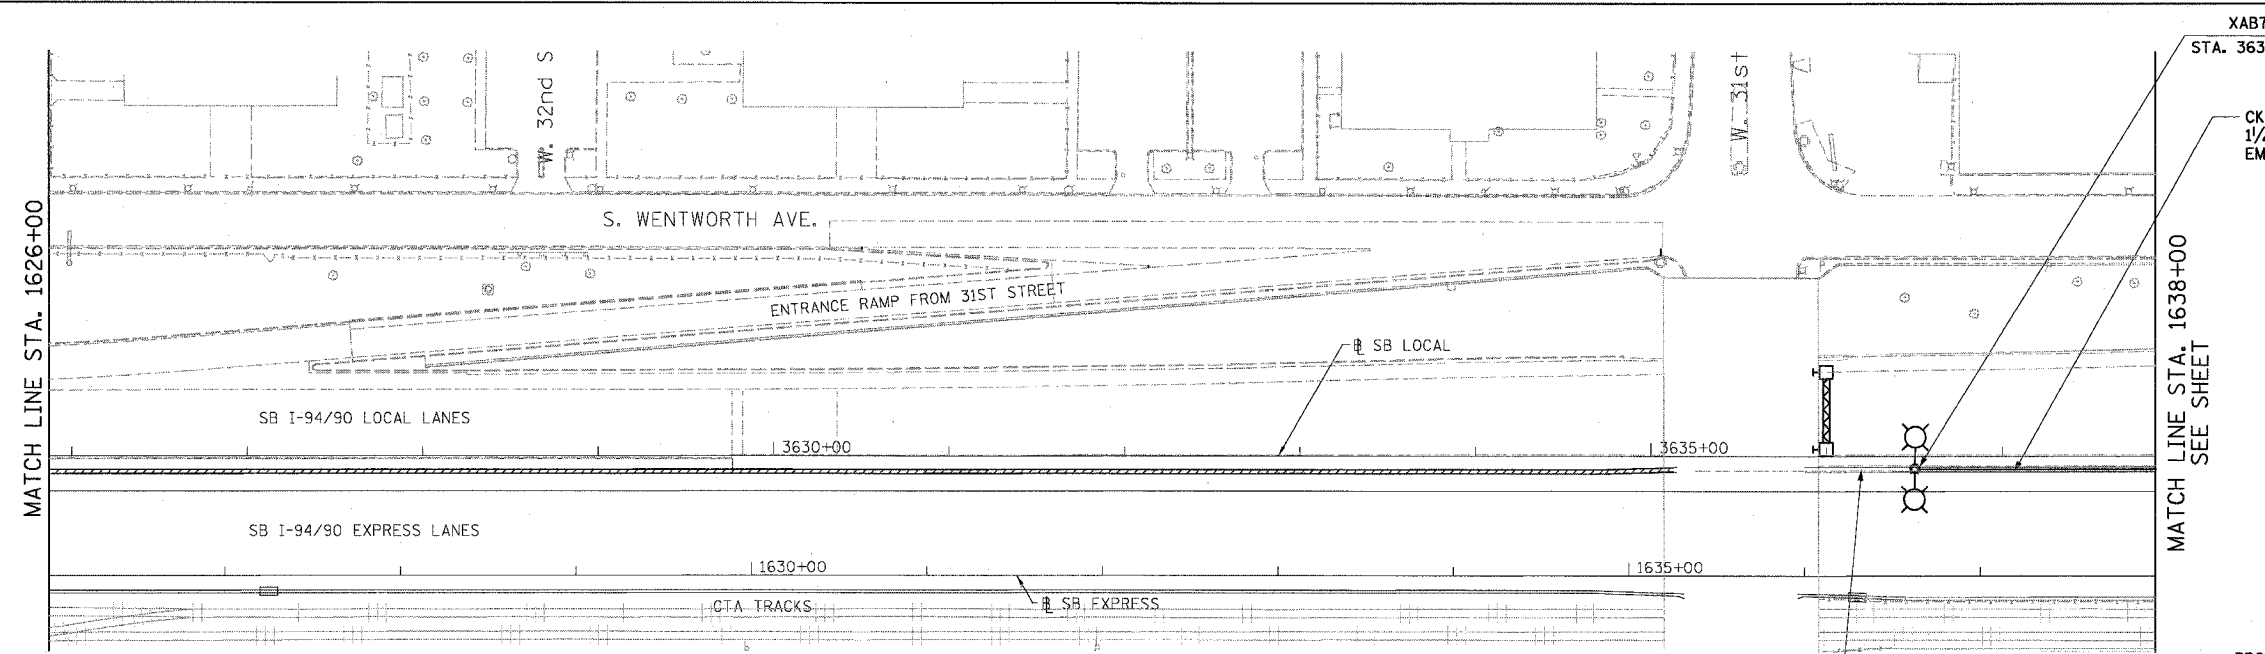 XAB7
STA. 363
CK
1¼
EM
W. 32nd S
W. 31st
S. WENTWORTH AVE.
MATCH LINE STA. 1626+00
ENTRANCE RAMP FROM 31ST STREET
MATCH LINE STA. 1638+00
SEE SHEET
℄ SB LOCAL
SB I-94/90 LOCAL LANES
3630+00
3635+00
SB I-94/90 EXPRESS LANES
1630+00
1635+00
CTA TRACKS
℄ SB EXPRESS